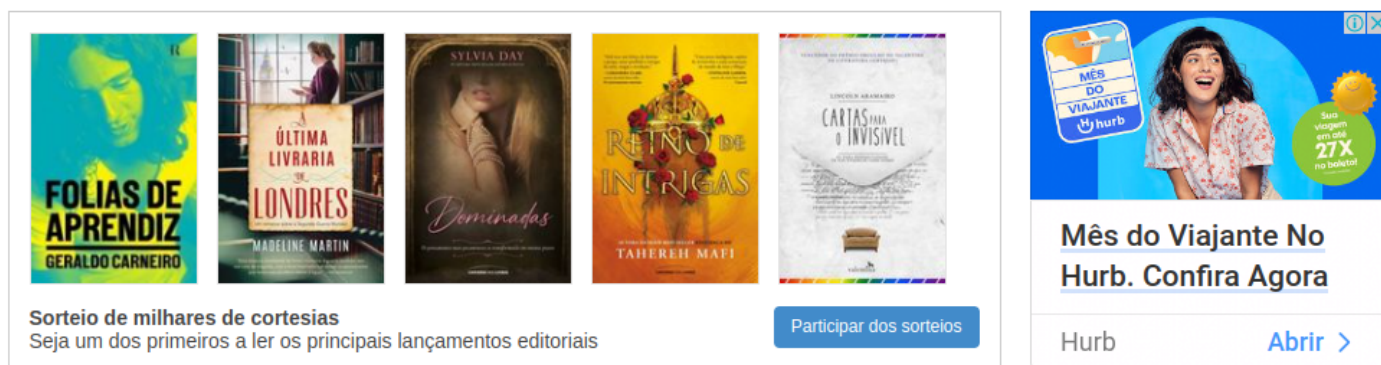 FOLIAS DE
APRENDIZ
GERALDO CARNEIRO
A
ÚLTIMA
LIVRARIA
DE
LONDRES
MADELINE MARTIN
SYLVIA DAY
Dominadas
REINO DE
INTRIGAS
TAHEREH MAFI
LINCOLN ARAMAIRO
CARTAS PARA
O INVISÍVEL
Sorteio de milhares de cortesias
Seja um dos primeiros a ler os principais lançamentos editoriais
Participar dos sorteios
MÊS
DO
VIAJANTE
hurb
Sua
viagem
em até
27X
no boleto!
Mês do Viajante No
Hurb. Confira Agora
Hurb
Abrir